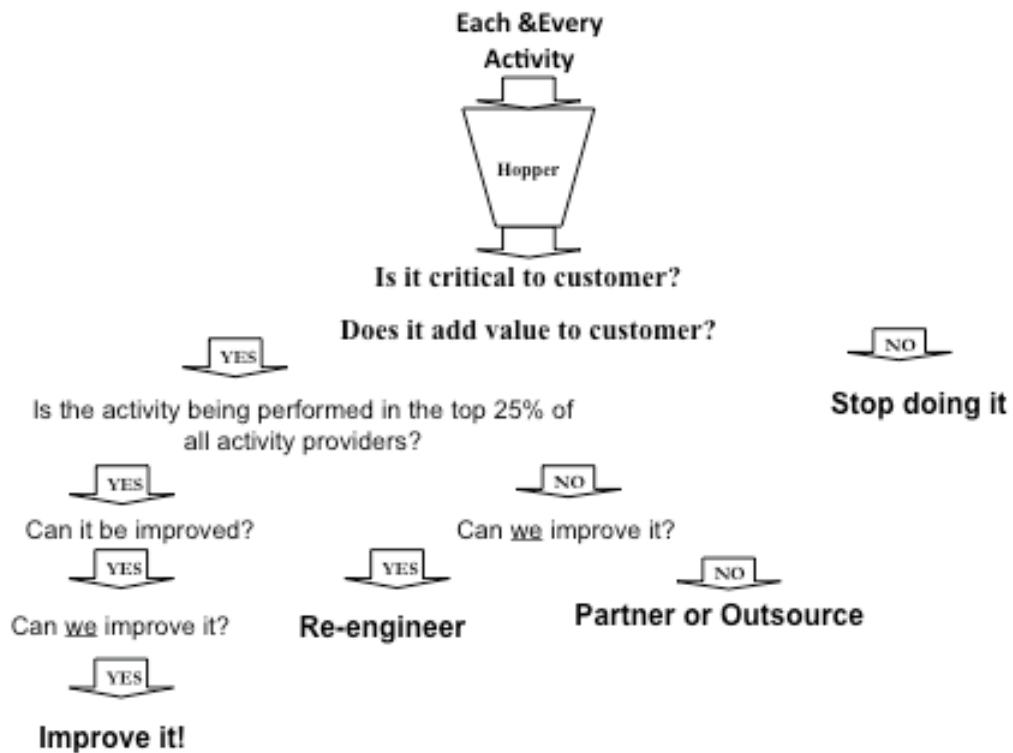 Each &Every
Activity
Hopper
Is it critical to customer?
Does it add value to customer?
YES
NO
Is the activity being performed in the top 25% of
all activity providers?
Stop doing it
YES
NO
Can it be improved?
Can we improve it?
YES
YES
NO
Can we improve it?
Re-engineer
Partner or Outsource
YES
Improve it!